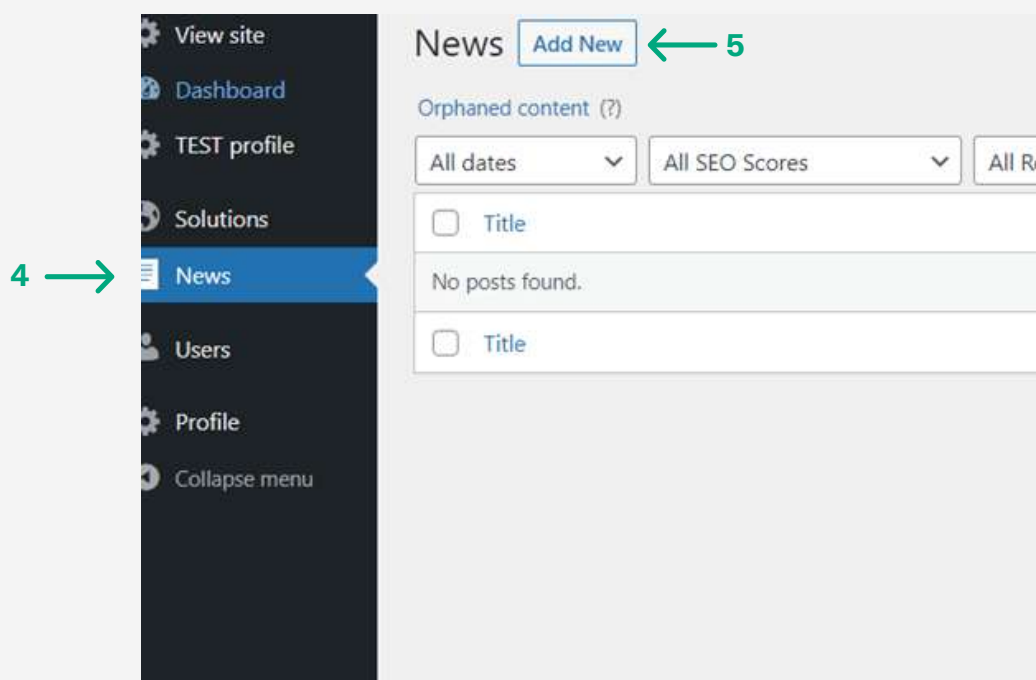 View site
Dashboard
TEST profile
Solutions
4
News
Users
Profile
Collapse menu
News
Add New
5
Orphaned content (?)
All dates
All SEO Scores
All
Title
No posts found.
Title